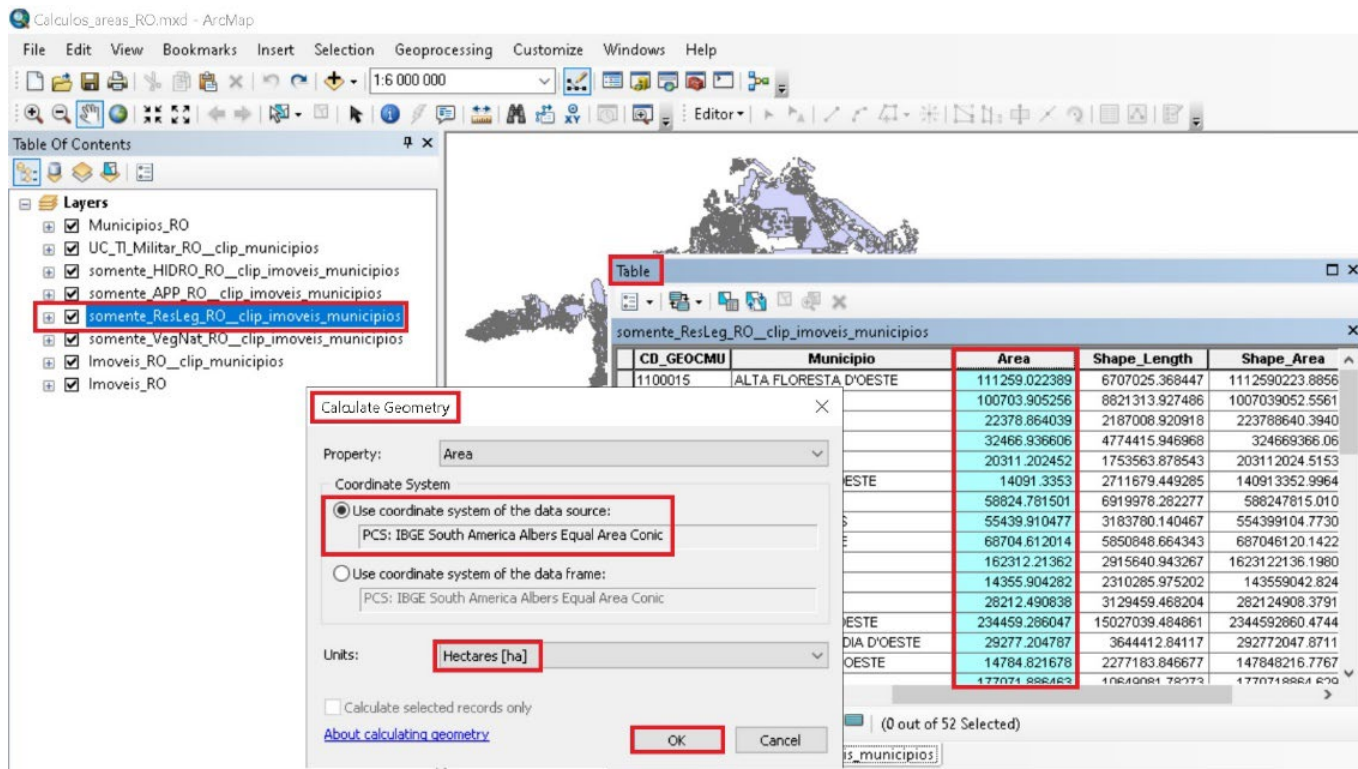 Calculos_areas_RO.mxd - ArcMap
File Edit View Bookmarks Insert Selection Geoprocessing Customize Windows Help
1:6 000 000
Editor
Table Of Contents
Layers
Municipios_RO
UC_TI_Militar_RO__clip_municipios
somente_HIDRO_RO__clip_imoveis_municipios
somente_APP_RO__clip_imoveis_municipios
somente_ResLeg_RO__clip_imoveis_municipios
somente_VegNat_RO__clip_imoveis_municipios
Imoveis_RO__clip_municipios
Imoveis_RO
Table
somente_ResLeg_RO__clip_imoveis_municipios
CD_GEOCMU Municipio Area Shape_Length Shape_Area
1100015 ALTA FLORESTA D'OESTE 111259.022389 6707025.368447 1112590223.8856
100703.905256 8821313.927486 1007039052.5561
22378.864039 2187008.920918 223788640.3940
32466.936606 4774415.946968 324669366.06
20311.202452 1753563.878543 203112024.5153
ESTE 14091.3353 2711679.449285 140913352.9964
58824.781501 6919978.282277 588247815.010
55439.910477 3183780.140467 554399104.7730
68704.612014 5850848.664343 687046120.1422
162312.21362 2915640.943267 1623122136.1980
14355.904282 2310285.975202 143559042.824
28212.490838 3129459.468204 282124908.3791
ESTE 234459.286047 15027039.484861 2344592860.4744
DIA D'OESTE 29277.204787 3644412.84117 292772047.8711
OESTE 14784.821678 2277183.846677 147848216.7767
177071.886463 10649081.78273 1770718864.629
(0 out of 52 Selected)
is_municipios
Calculate Geometry
Property: Area
Coordinate System
Use coordinate system of the data source:
PCS: IBGE South America Albers Equal Area Conic
Use coordinate system of the data frame:
PCS: IBGE South America Albers Equal Area Conic
Units: Hectares [ha]
Calculate selected records only
About calculating geometry
OK Cancel